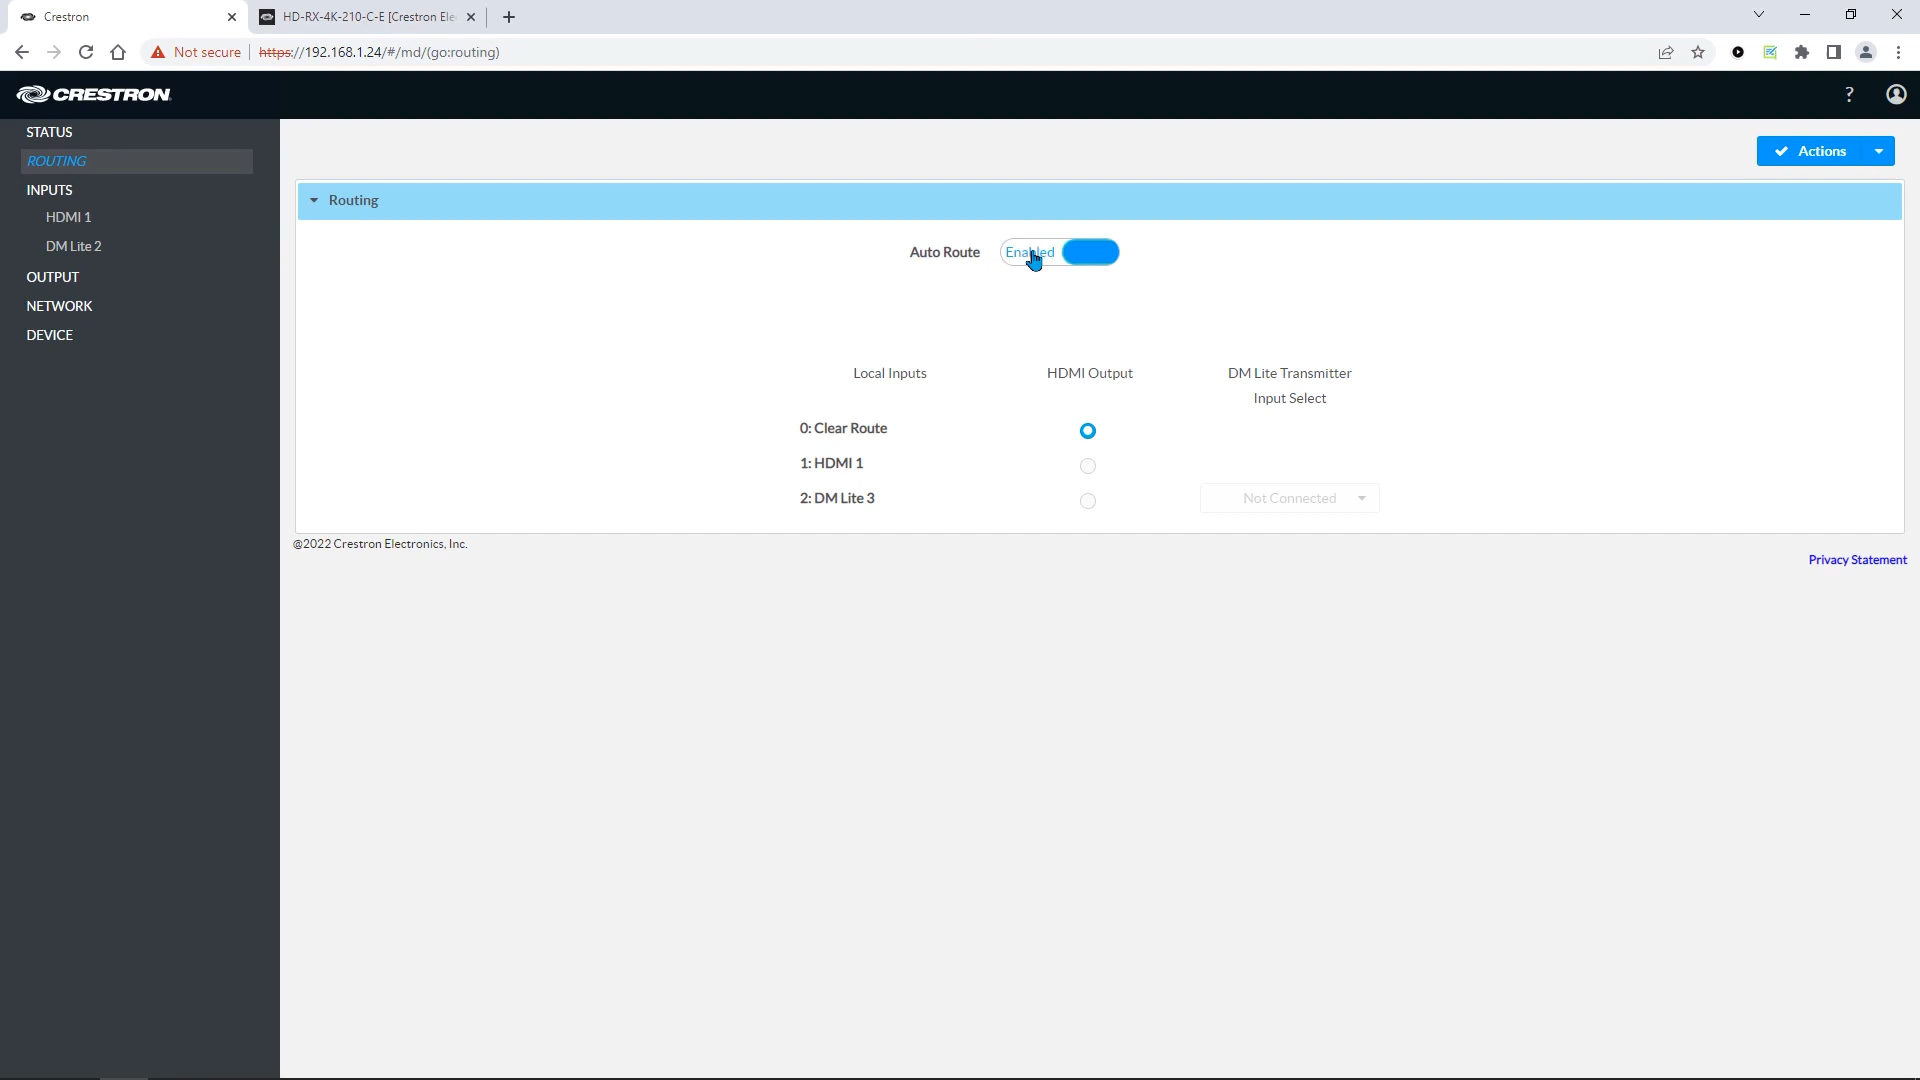 Crestron
HD-RX-4K-210-C-E [Crestron Ele
Not secure
https://192.168.1.24/#/md/(go:routing)
CRESTRON
?
STATUS
ROUTING
INPUTS
HDMI 1
DM Lite 2
OUTPUT
NETWORK
DEVICE
Actions
Routing
Auto Route Enabled
Local Inputs HDMI Output DM Lite Transmitter
Input Select
0: Clear Route
1: HDMI 1
2: DM Lite 3 Not Connected
@2022 Crestron Electronics, Inc.
Privacy Statement